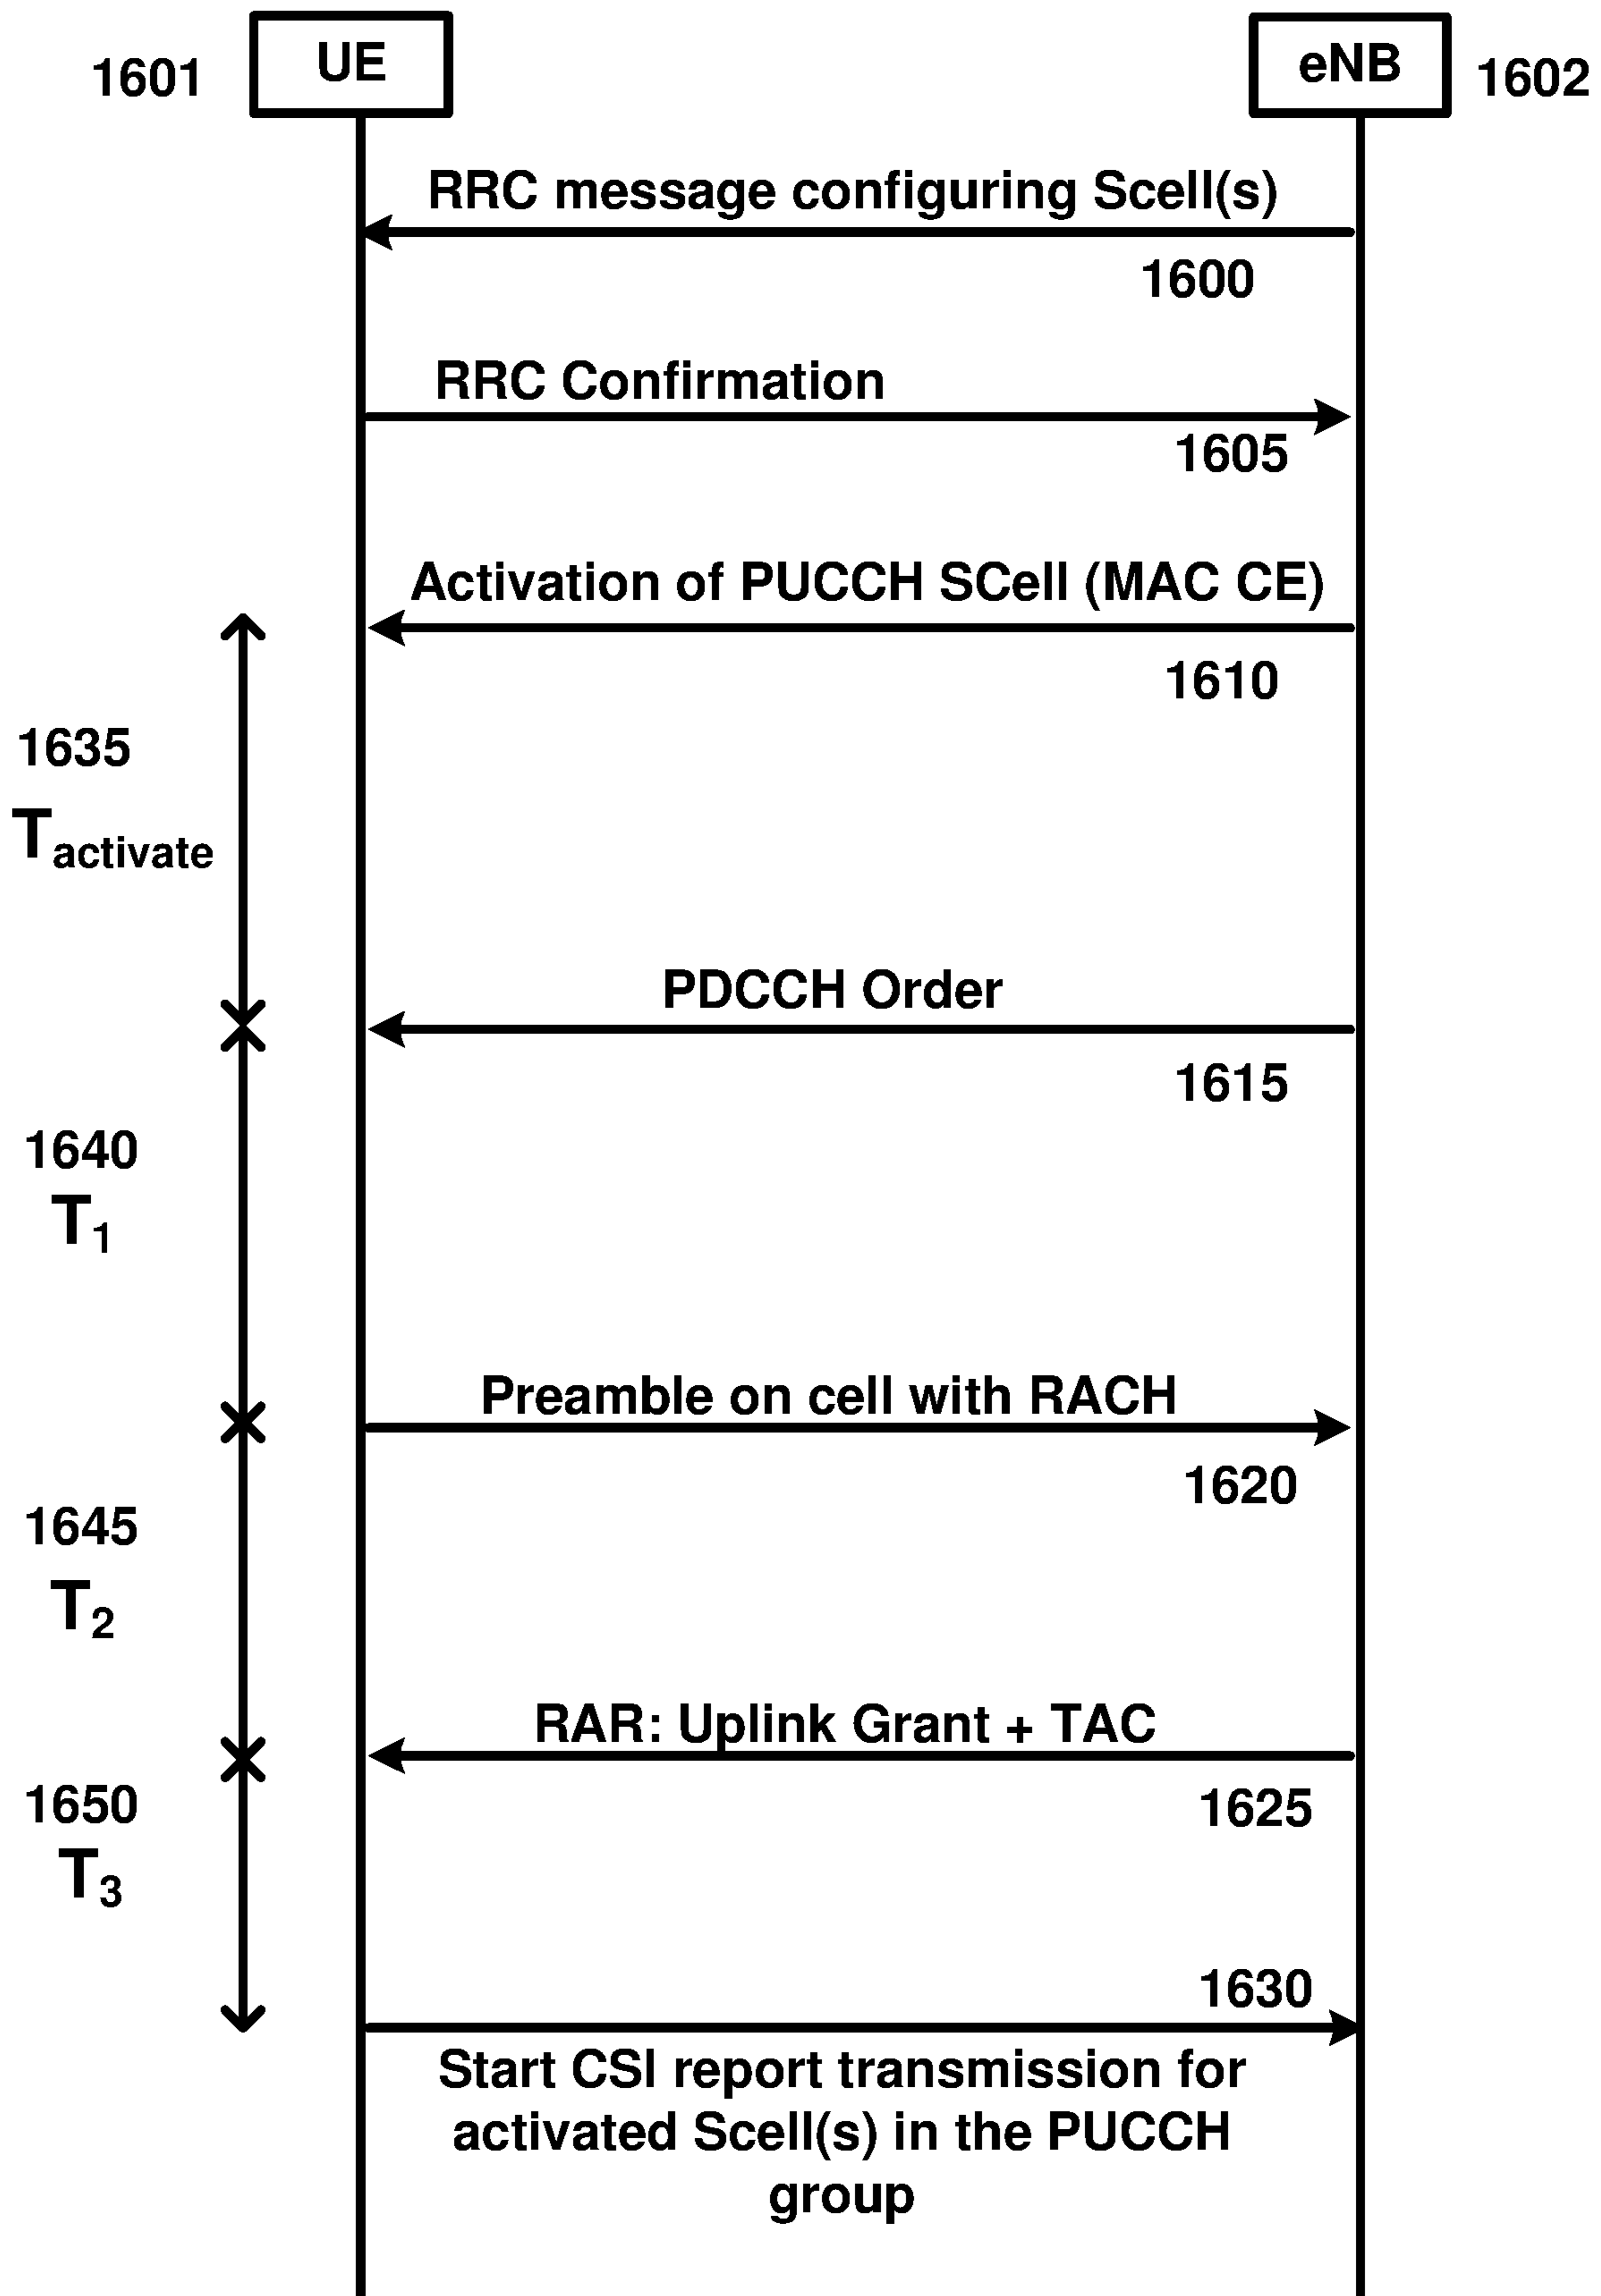 1601
UE
eNB
1602
RRC message configuring Scell(s)
1600
RRC Confirmation
1605
Activation of PUCCH SCell (MAC CE)
1610
1635
Tactivate
PDCCH Order
1615
1640
T1
Preamble on cell with RACH
1620
1645
T2
RAR: Uplink Grant + TAC
1625
1650
T3
1630
Start CSI report transmission for
activated Scell(s) in the PUCCH
group